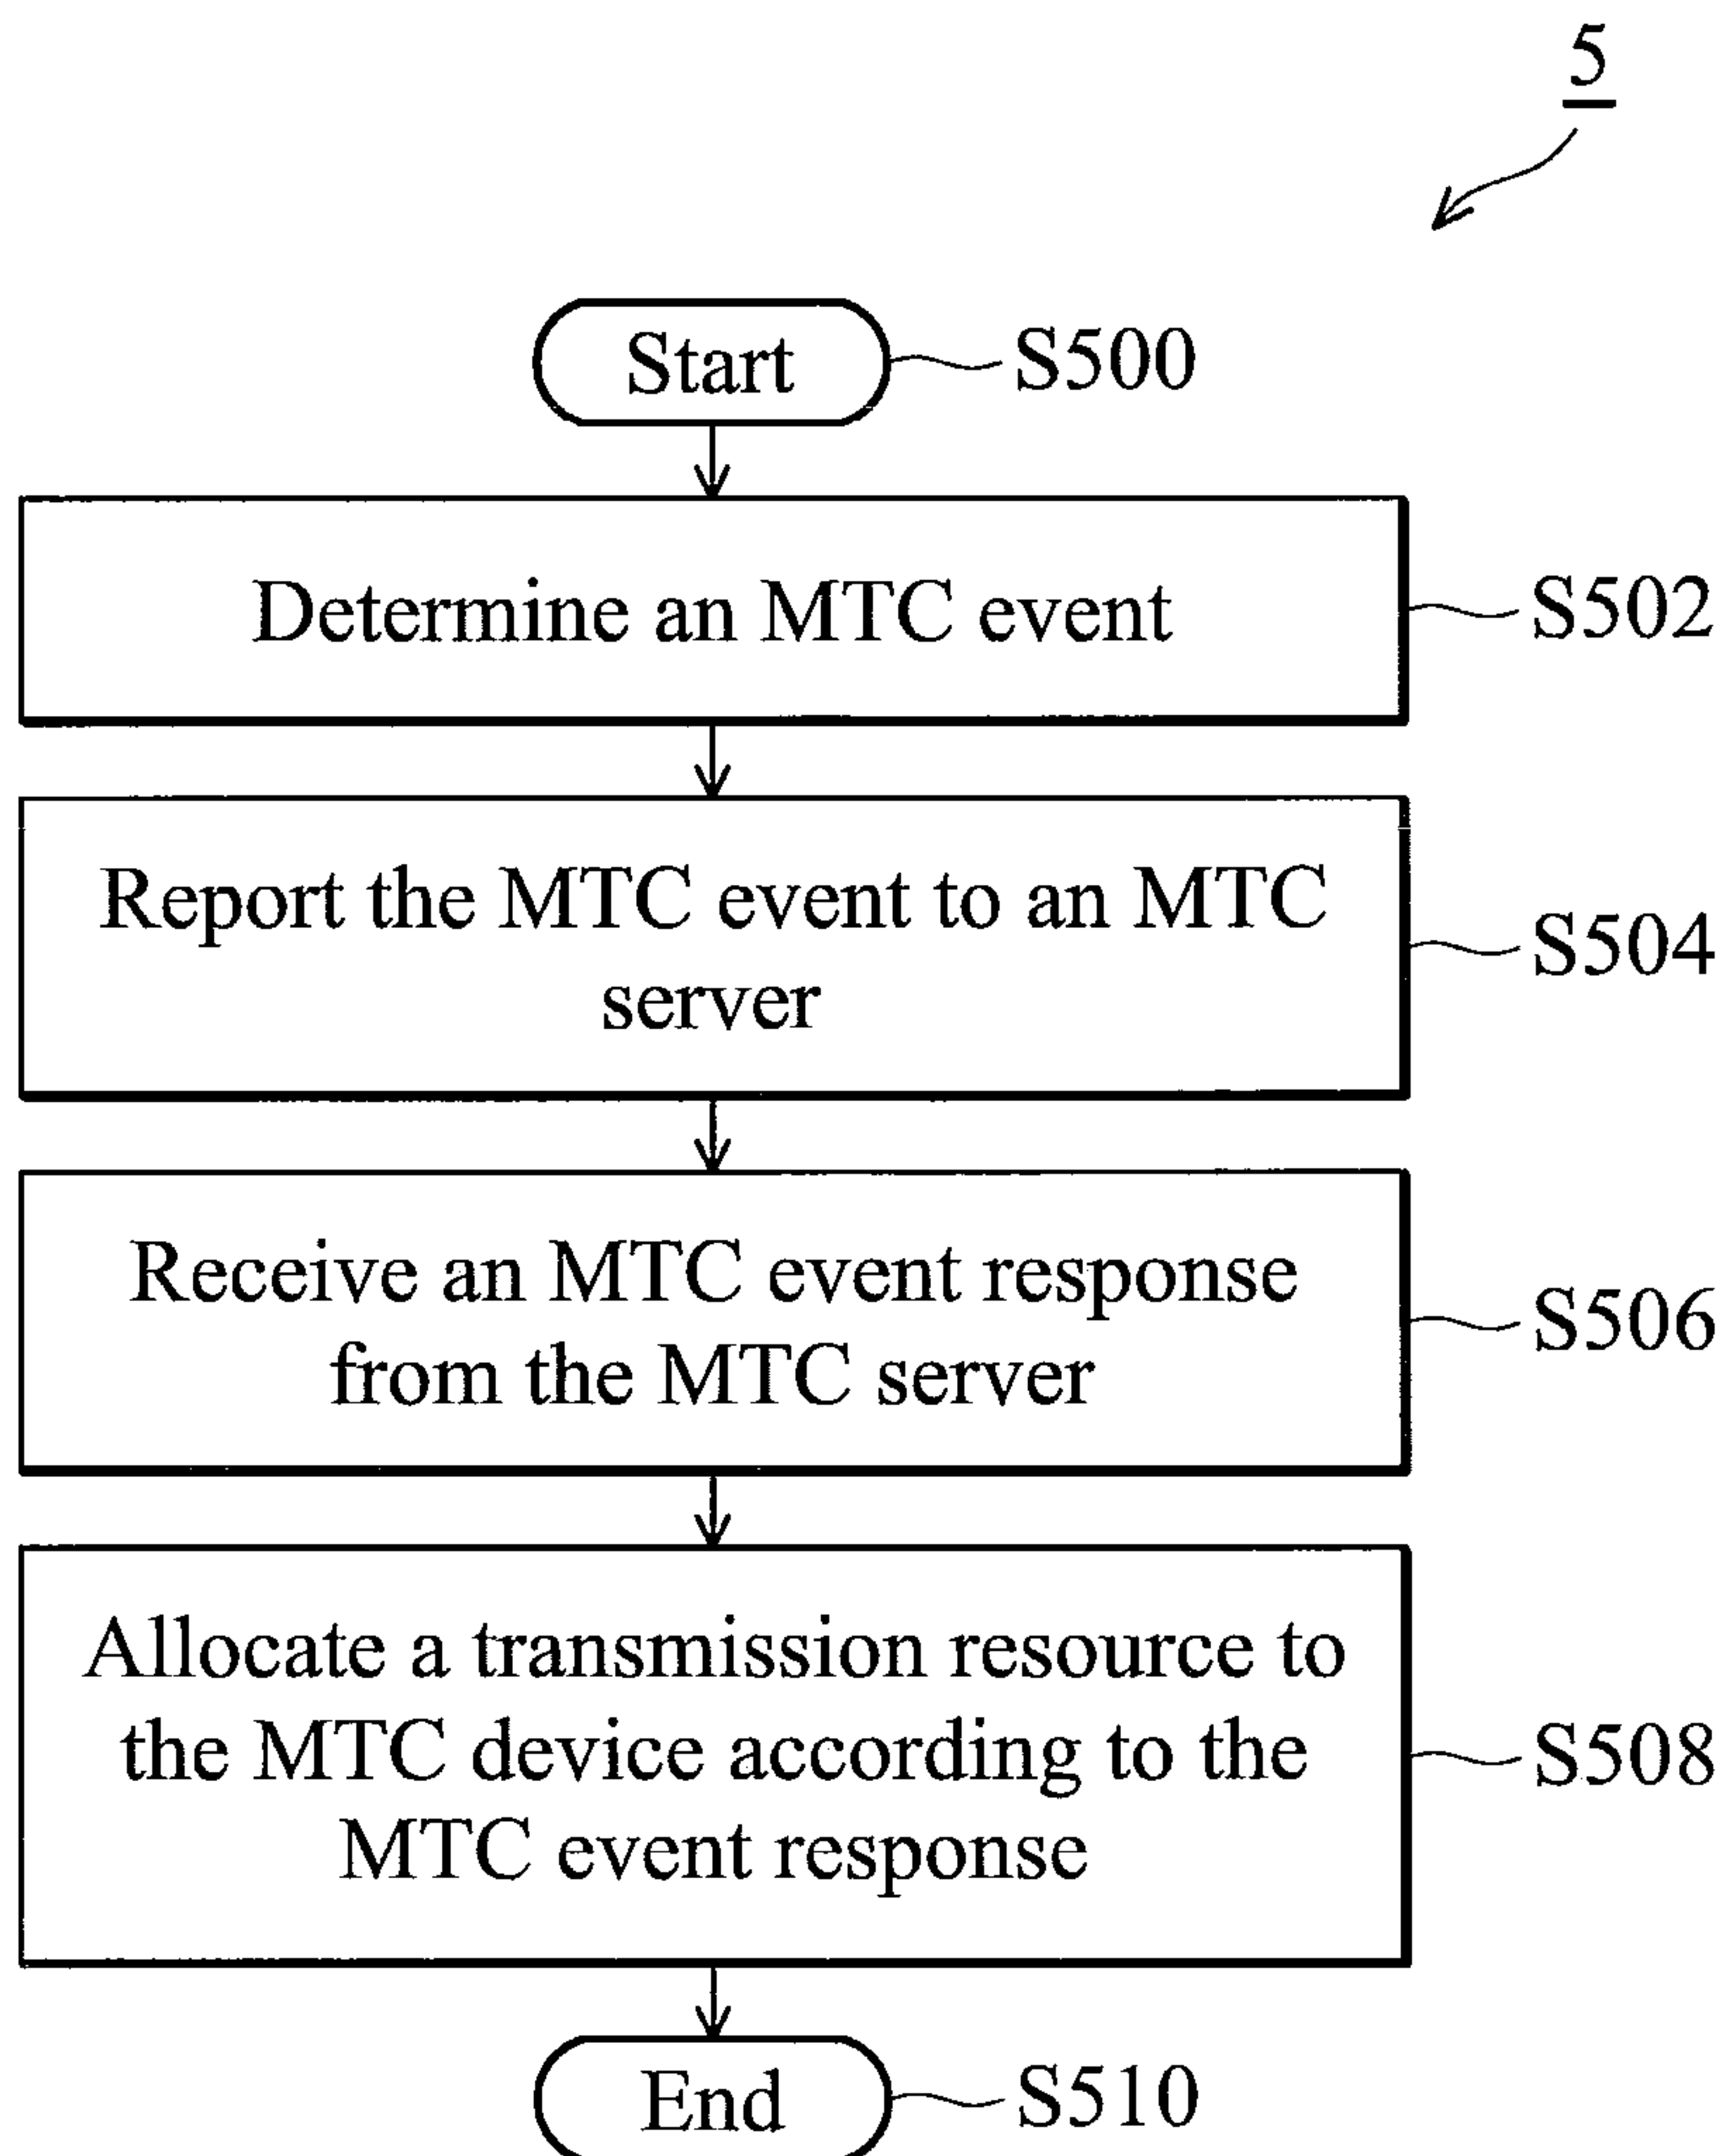 5
Start
S500
Determine an MTC event
S502
Report the MTC event to an MTC
server
S504
Receive an MTC event response
from the MTC server
S506
Allocate a transmission resource to
the MTC device according to the
MTC event response
S508
End
S510